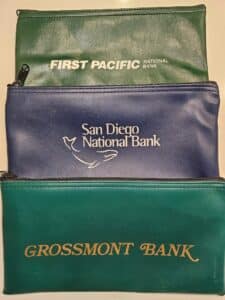 FIRST PACIFIC NATIONAL BANK
San Diego
National Bank
GROSSMONT BANK